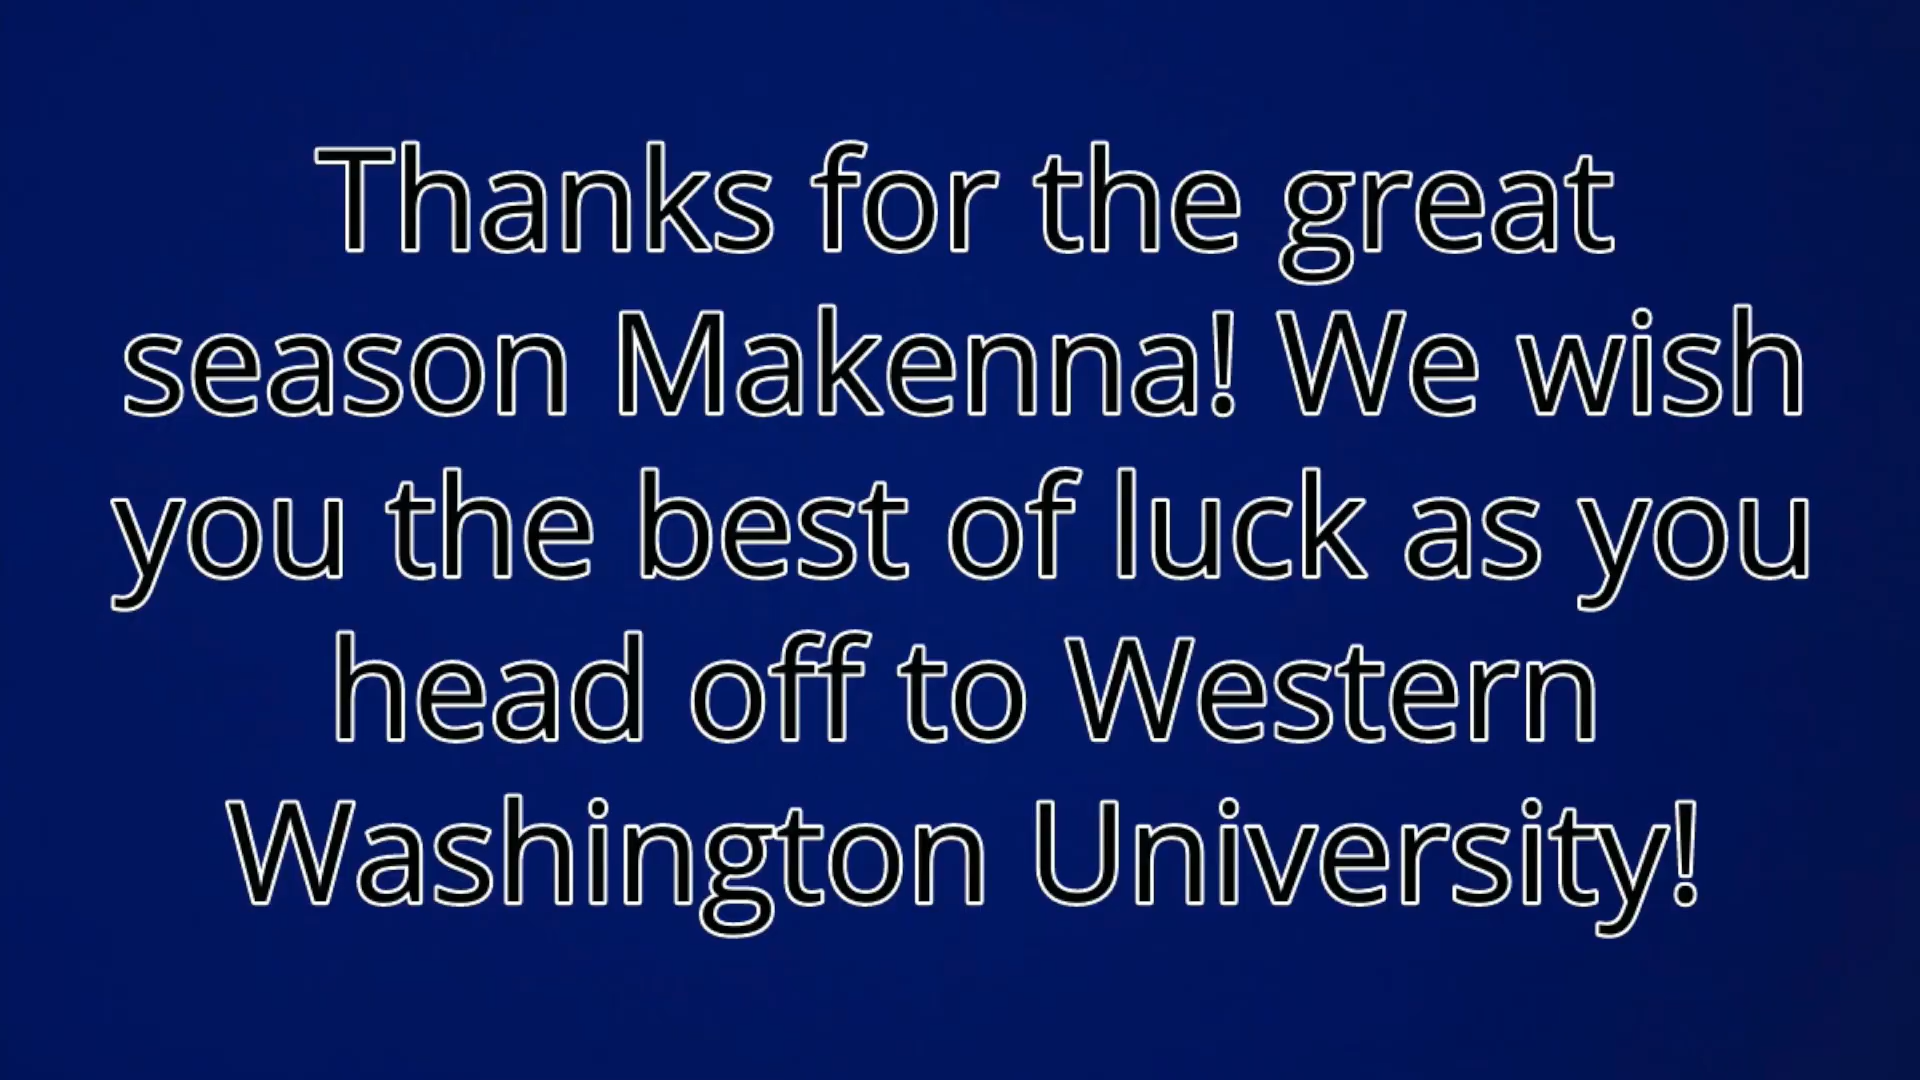 Thanks for the great
season Makenna! We wish
you the best of luck as you
head off to Western
Washington University!